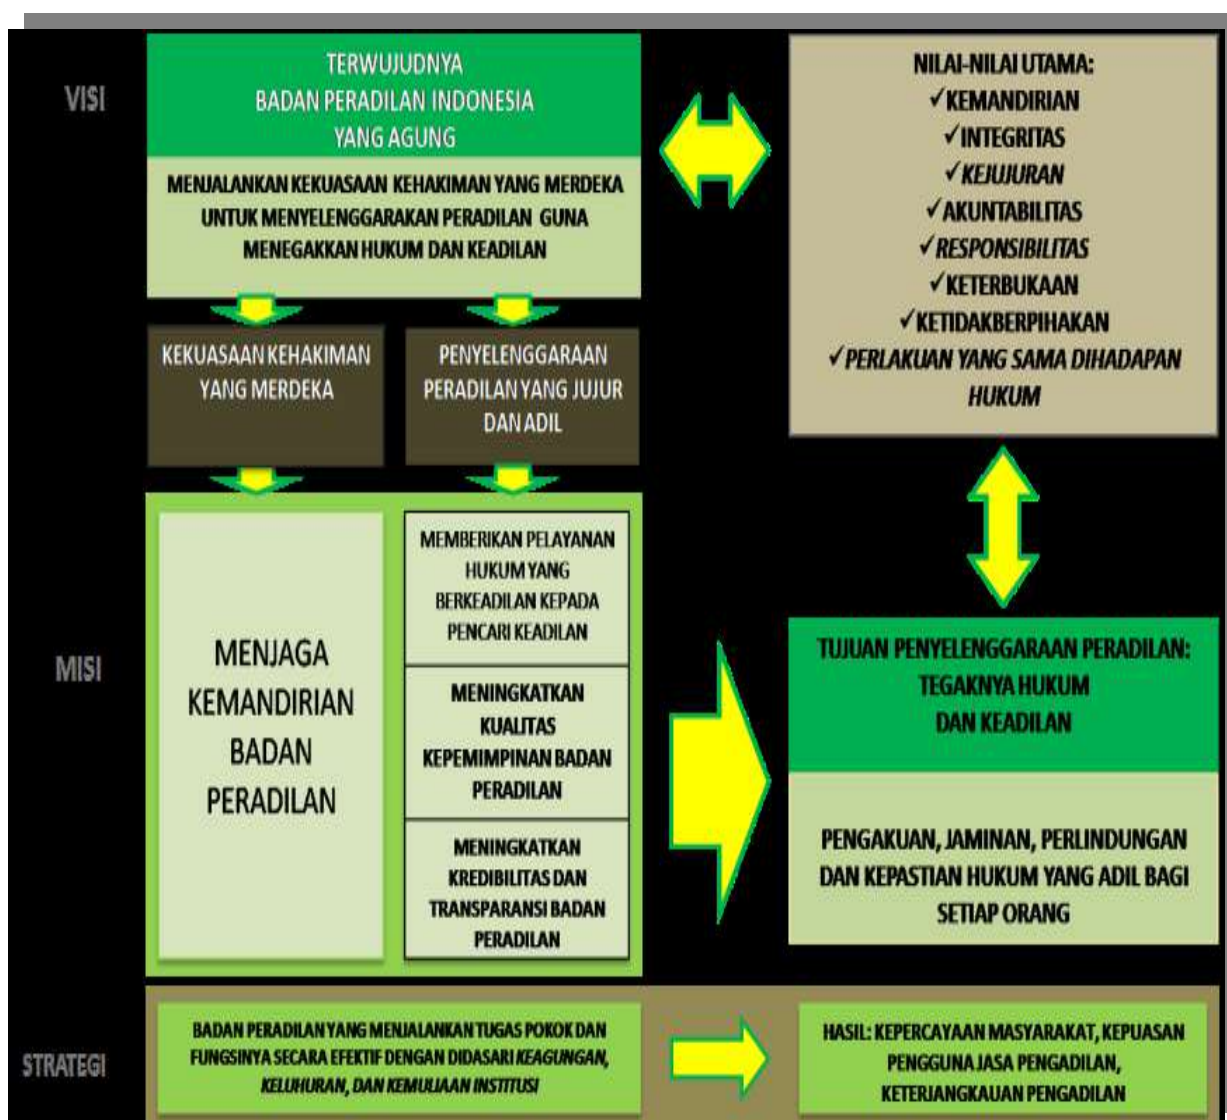 VISI
TERWUJUDNYA
BADAN PERADILAN INDONESIA
YANG AGUNG
MENJALANKAN KEKUASAAN KEHAKIMAN YANG MERDEKA
UNTUK MENYELENGGARAKAN PERADILAN GUNA
MENEGAKKAN HUKUM DAN KEADILAN
NILAI-NILAI UTAMA:
✓KEMANDIRIAN
✓INTEGRITAS
✓KEJUJURAN
✓AKUNTABILITAS
✓RESPONSIBILITAS
✓KETERBUKAAN
✓KETIDAKBERPIHAKAN
✓PERLAKUAN YANG SAMA DIHADAPAN
HUKUM
KEKUASAAN KEHAKIMAN
YANG MERDEKA
PENYELENGGARAAN
PERADILAN YANG JUJUR
DAN ADIL
MISI
MENJAGA
KEMANDIRIAN
BADAN
PERADILAN
MEMBERIKAN PELAYANAN
HUKUM YANG
BERKEADILAN KEPADA
PENCARI KEADILAN
MENINGKATKAN
KUALITAS
KEPEMIMPINAN BADAN
PERADILAN
MENINGKATKAN
KREDIBILITAS DAN
TRANSPARANSI BADAN
PERADILAN
TUJUAN PENYELENGGARAAN PERADILAN:
TEGAKNYA HUKUM
DAN KEADILAN
PENGAKUAN, JAMINAN, PERLINDUNGAN
DAN KEPASTIAN HUKUM YANG ADIL BAGI
SETIAP ORANG
STRATEGI
BADAN PERADILAN YANG MENJALANKAN TUGAS POKOK DAN
FUNGSINYA SECARA EFEKTIF DENGAN DIDASARI KEAGUNGAN,
KELUHURAN, DAN KEMULIAAN INSTITUSI
HASIL: KEPERCAYAAN MASYARAKAT, KEPUASAN
PENGGUNA JASA PENGADILAN,
KETERJANGKAUAN PENGADILAN